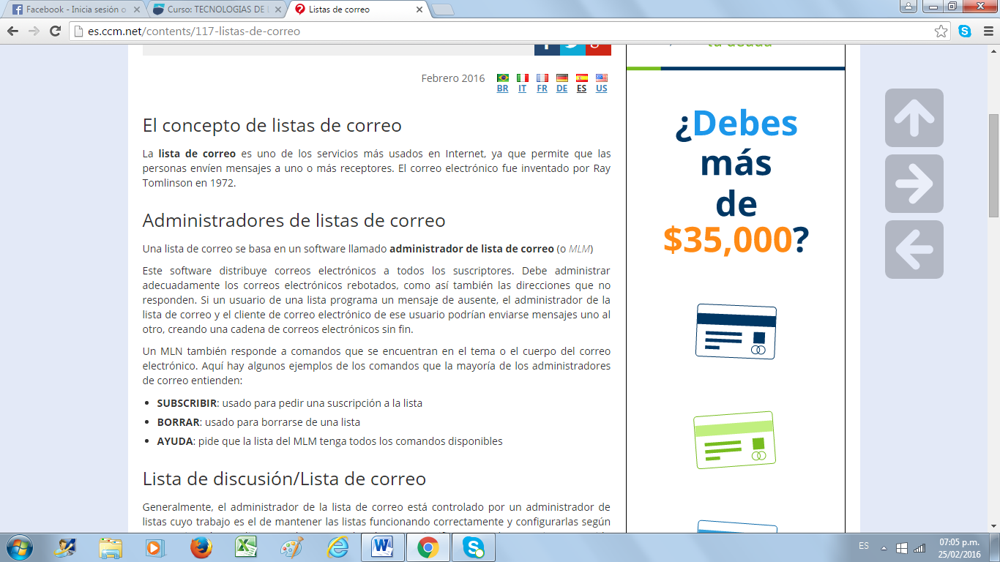 Facebook - Inicia sesión o
Curso: TECNOLOGIAS DE
Listas de correo
es.ccm.net/contents/117-listas-de-correo
Febrero 2016
BR IT FR DE ES US
El concepto de listas de correo
La lista de correo es uno de los servicios más usados en Internet, ya que permite que las
personas envíen mensajes a uno o más receptores. El correo electrónico fue inventado por Ray
Tomlinson en 1972.
Administradores de listas de correo
Una lista de correo se basa en un software llamado administrador de lista de correo (o MLM)
Este software distribuye correos electrónicos a todos los suscriptores. Debe administrar
adecuadamente los correos electrónicos rebotados, como así también las direcciones que no
responden. Si un usuario de una lista programa un mensaje de ausente, el administrador de la
lista de correo y el cliente de correo electrónico de ese usuario podrían enviarse mensajes uno al
otro, creando una cadena de correos electrónicos sin fin.
Un MLN también responde a comandos que se encuentran en el tema o el cuerpo del correo
electrónico. Aquí hay algunos ejemplos de los comandos que la mayoría de los administradores
de correo entienden:
• SUBSCRIBIR: usado para pedir una suscripción a la lista
• BORRAR: usado para borrarse de una lista
• AYUDA: pide que la lista del MLM tenga todos los comandos disponibles
Lista de discusión/Lista de correo
Generalmente, el administrador de la lista de correo está controlado por un administrador de
listas cuyo trabajo es el de mantener las listas funcionando correctamente y configurarlas según
tu deuda
¿Debes
más
de
$35,000?
ES
07:05 p.m.
25/02/2016